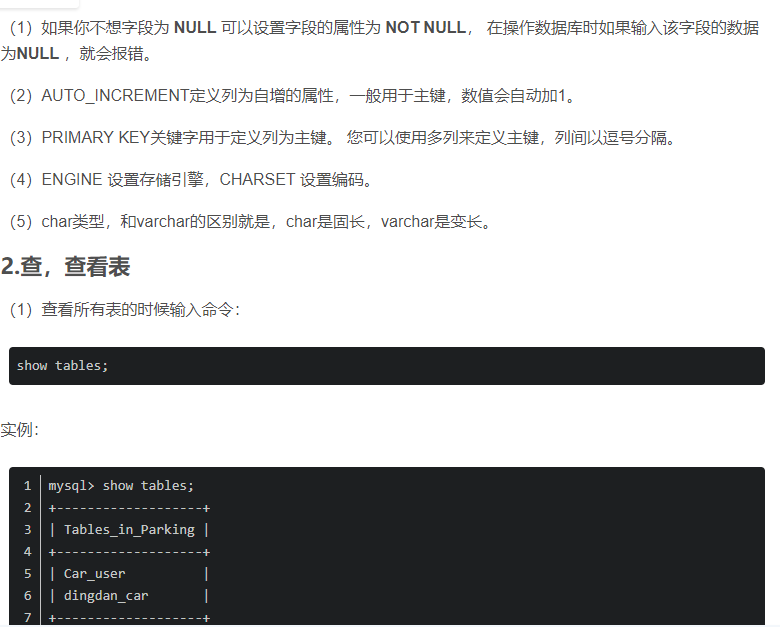 （1）如果你不想字段为 NULL 可以设置字段的属性为 NOT NULL， 在操作数据库时如果输入该字段的数据
为NULL ，就会报错。
（2）AUTO_INCREMENT定义列为自增的属性，一般用于主键，数值会自动加1。
（3）PRIMARY KEY关键字用于定义列为主键。 您可以使用多列来定义主键，列间以逗号分隔。
（4）ENGINE 设置存储引擎，CHARSET 设置编码。
（5）char类型，和varchar的区别就是，char是固长，varchar是变长。
2.查，查看表
（1）查看所有表的时候输入命令：
show tables;
实例：
1 mysql> show tables;
2 +-------------------+
3 | Tables_in_Parking |
4 +-------------------+
5 | Car_user          |
6 | dingdan_car       |
7 +-------------------+